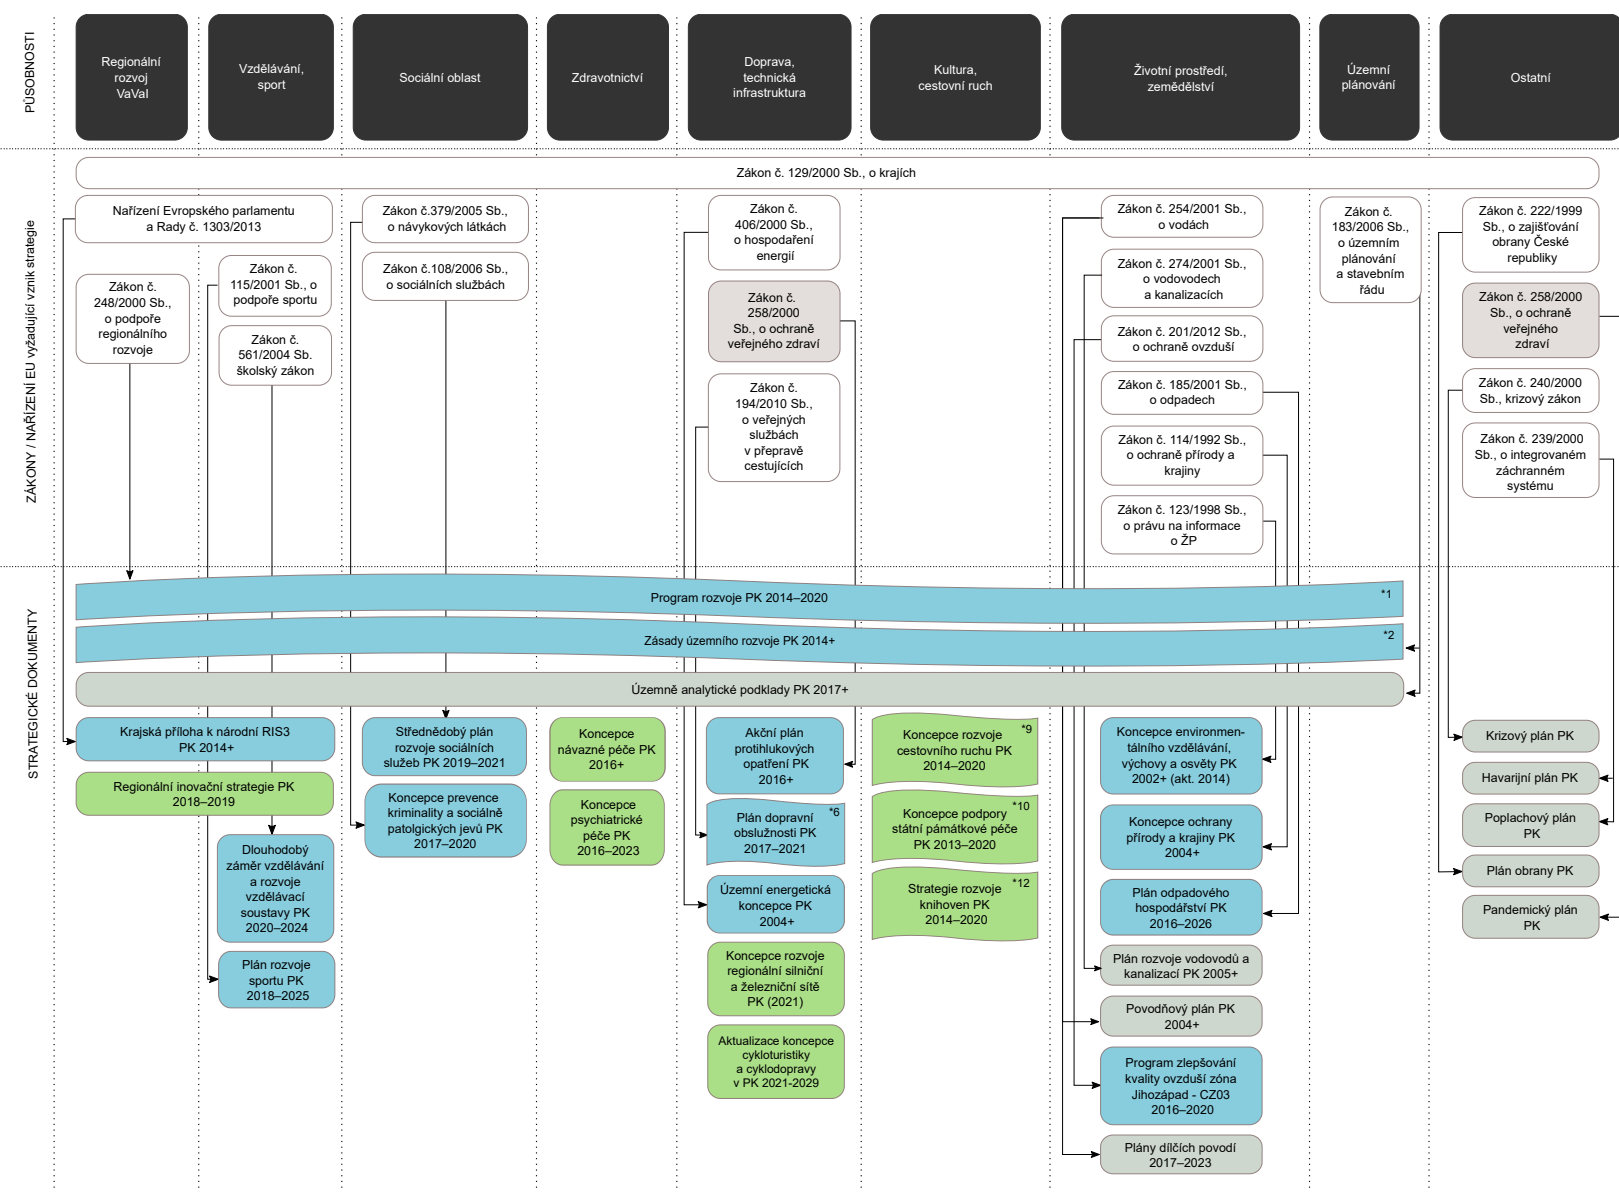 PŮSOBNOSTI
Regionální
rozvoj
VaVaI
Vzdělávání,
sport
Sociální oblast
Zdravotnictví
Doprava,
technická
infrastruktura
Kultura,
cestovní ruch
Životní prostředí,
zemědělství
Územní
plánování
Ostatní
ZÁKONY / NAŘÍZENÍ EU vyžadující vznik strategie
Zákon č. 129/2000 Sb., o krajích
Nařízení Evropského parlamentu
a Rady č. 1303/2013
Zákon č.
248/2000 Sb.,
o podpoře
regionálního
rozvoje
Zákon č.
115/2001 Sb., o
podpoře sportu
Zákon č.
561/2004 Sb.
školský zákon
Zákon č.379/2005 Sb.,
o návykových látkách
Zákon č.108/2006 Sb.,
o sociálních službách
Zákon č.
406/2000 Sb.,
o hospodaření
energií
Zákon č.
258/2000
Sb., o ochraně
veřejného zdraví
Zákon č.
194/2010 Sb.,
o veřejných
službách
v přepravě
cestujících
Zákon č. 254/2001 Sb.,
o vodách
Zákon č. 274/2001 Sb.,
o vodovodech
a kanalizacích
Zákon č. 201/2012 Sb.,
o ochraně ovzduší
Zákon č. 185/2001 Sb.,
o odpadech
Zákon č. 114/1992 Sb.,
o ochraně přírody a
krajiny
Zákon č. 123/1998 Sb.,
o právu na informace
o ŽP
Zákon č.
183/2006 Sb.,
o územním
plánování
a stavebním
řádu
Zákon č. 222/1999
Sb., o zajišťování
obrany České
republiky
Zákon č. 258/2000
Sb., o ochraně
veřejného
zdraví
Zákon č. 240/2000
Sb., krizový zákon
Zákon č. 239/2000
Sb., o integrovaném
záchranném
systému
STRATEGICKÉ DOKUMENTY
Program rozvoje PK 2014–2020
*1
Zásady územního rozvoje PK 2014+
*2
Územně analytické podklady PK 2017+
Krajská příloha k národní RIS3
PK 2014+
Regionální inovační strategie PK
2018–2019
Dlouhodobý
záměr vzdělávání
a rozvoje
vzdělávací
soustavy PK
2020–2024
Plán rozvoje
sportu PK
2018–2025
Střednědobý plán
rozvoje sociálních
služeb PK 2019–2021
Koncepce prevence
kriminality a sociálně
patolgických jevů PK
2017–2020
Koncepce
návazné péče PK
2016+
Koncepce
psychiatrické
péče PK
2016–2023
Akční plán
protihlukových
opatření PK
2016+
*6
Plán dopravní
obslužnosti PK
2017–2021
Územní energetická
koncepce PK
2004+
Koncepce rozvoje
regionální silniční
a železniční sítě
PK (2021)
Aktualizace koncepce
cykloturistiky
a cyklodopravy
v PK 2021-2029
*9
Koncepce rozvoje
cestovního ruchu PK
2014–2020
*10
Koncepce podpory
státní památkové péče
PK 2013–2020
*12
Strategie rozvoje
knihoven PK
2014–2020
Koncepce environmen-
tálního vzdělávání,
výchovy a osvěty PK
2002+ (akt. 2014)
Koncepce ochrany
přírody a krajiny PK
2004+
Plán odpadového
hospodářství PK
2016–2026
Plán rozvoje vodovodů a
kanalizací PK 2005+
Povodňový plán PK
2004+
Program zlepšování
kvality ovzduší zóna
Jihozápad - CZ03
2016–2020
Plány dílčích povodí
2017–2023
Krizový plán PK
Havarijní plán PK
Poplachový plán
PK
Plán obrany PK
Pandemický plán
PK